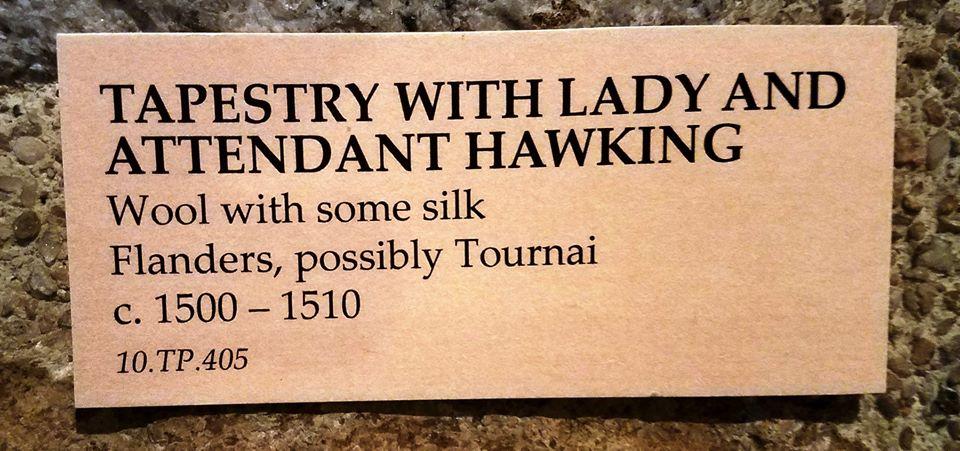 TAPESTRY WITH LADY AND
ATTENDANT HAWKING
Wool with some silk
Flanders, possibly Tournai
c. 1500 – 1510
10.TP.405